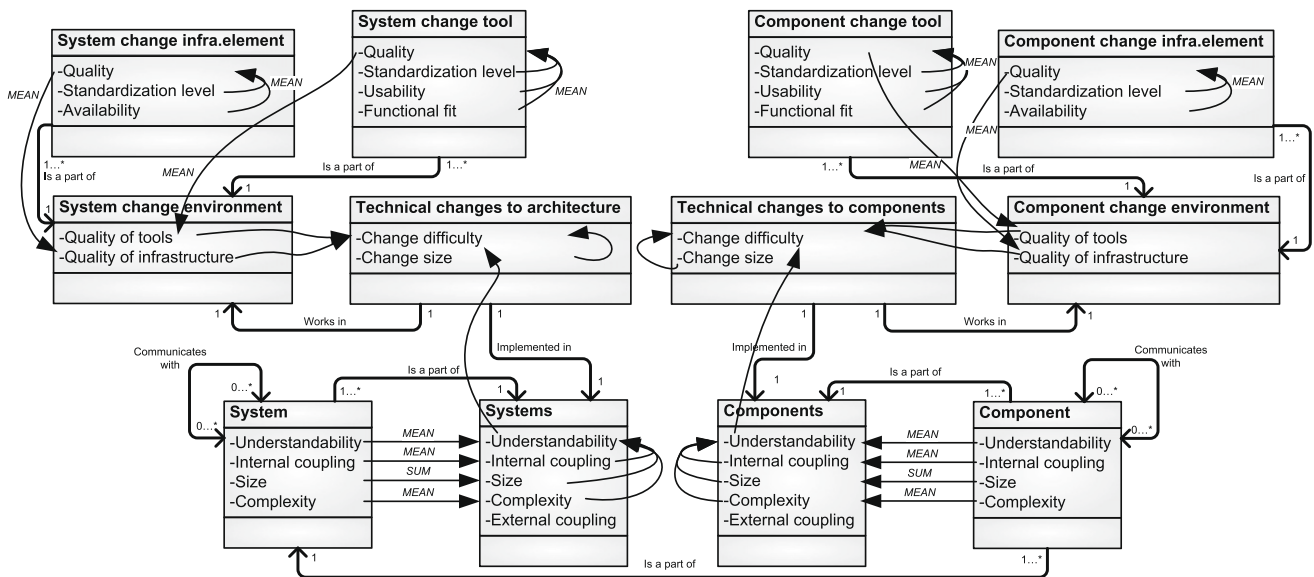 System change tool
-Quality
-Standardization level
-Usability
-Functional fit
MEAN
Component change tool
-Quality
-Standardization level
-Usability
-Functional fit
MEAN
System change infra.element
-Quality
-Standardization level
-Availability
MEAN
MEAN
Component change infra.element
-Quality
-Standardization level
-Availability
MEAN
MEAN
1...*
Is a part of
1
MEAN
Is a part of
1...*
1
1...*
Is a part of
1
MEAN
1...*
Is a part of
1
System change environment
-Quality of tools
-Quality of infrastructure
Technical changes to architecture
-Change difficulty
-Change size
Technical changes to components
-Change difficulty
-Change size
Component change environment
-Quality of tools
-Quality of infrastructure
1
Works in
1
1
Implemented in
1
1
Implemented in
1
1
Works in
1
Communicates
with
0...*
0...*
Is a part of
1...*
1
Is a part of
1
1...*
Communicates
with
0...*
0...*
System
-Understandability
-Internal coupling
-Size
-Complexity
MEAN
MEAN
SUM
MEAN
Systems
-Understandability
-Internal coupling
-Size
-Complexity
-External coupling
Components
-Understandability
-Internal coupling
-Size
-Complexity
-External coupling
MEAN
MEAN
SUM
MEAN
Component
-Understandability
-Internal coupling
-Size
-Complexity
1
Is a part of
1...*